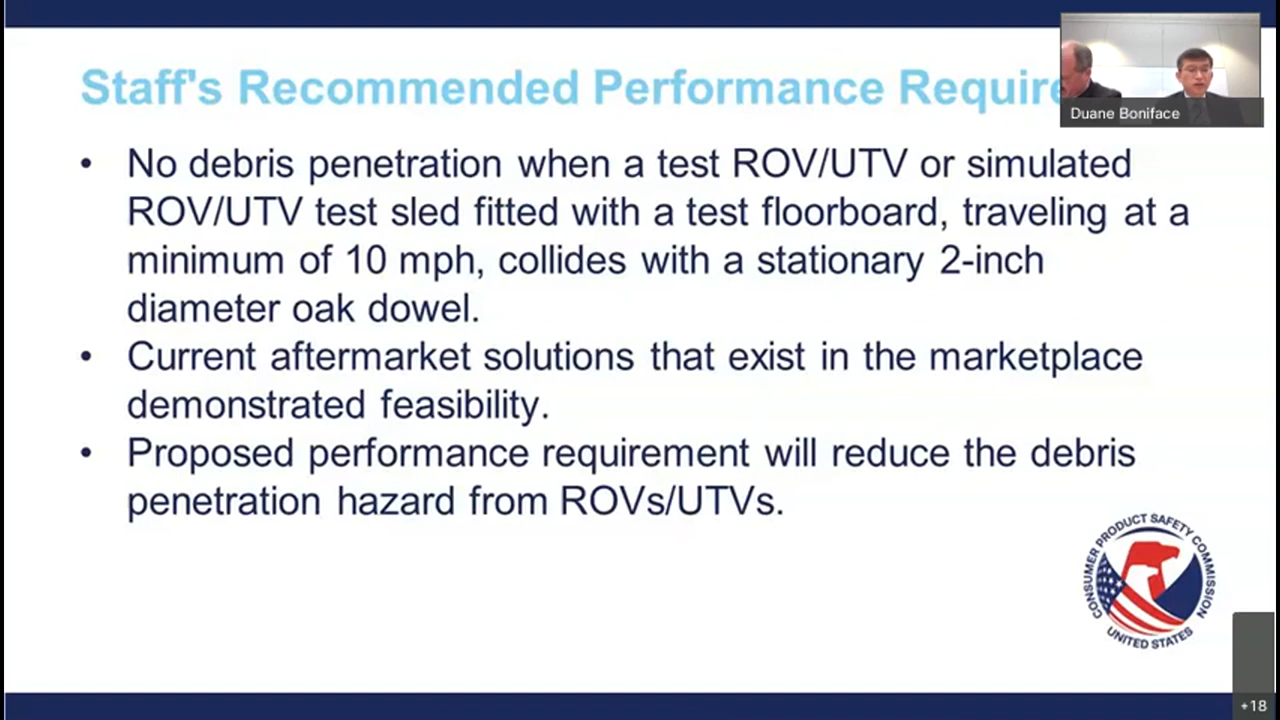 Staff's Recommended Performance Require
Duane Boniface
• No debris penetration when a test ROV/UTV or simulated
ROV/UTV test sled fitted with a test floorboard, traveling at a
minimum of 10 mph, collides with a stationary 2-inch
diameter oak dowel.
• Current aftermarket solutions that exist in the marketplace
demonstrated feasibility.
• Proposed performance requirement will reduce the debris
penetration hazard from ROVs/UTVs.
CONSUMER PRODUCT SAFETY COMMISSION
UNITED STATES
+18